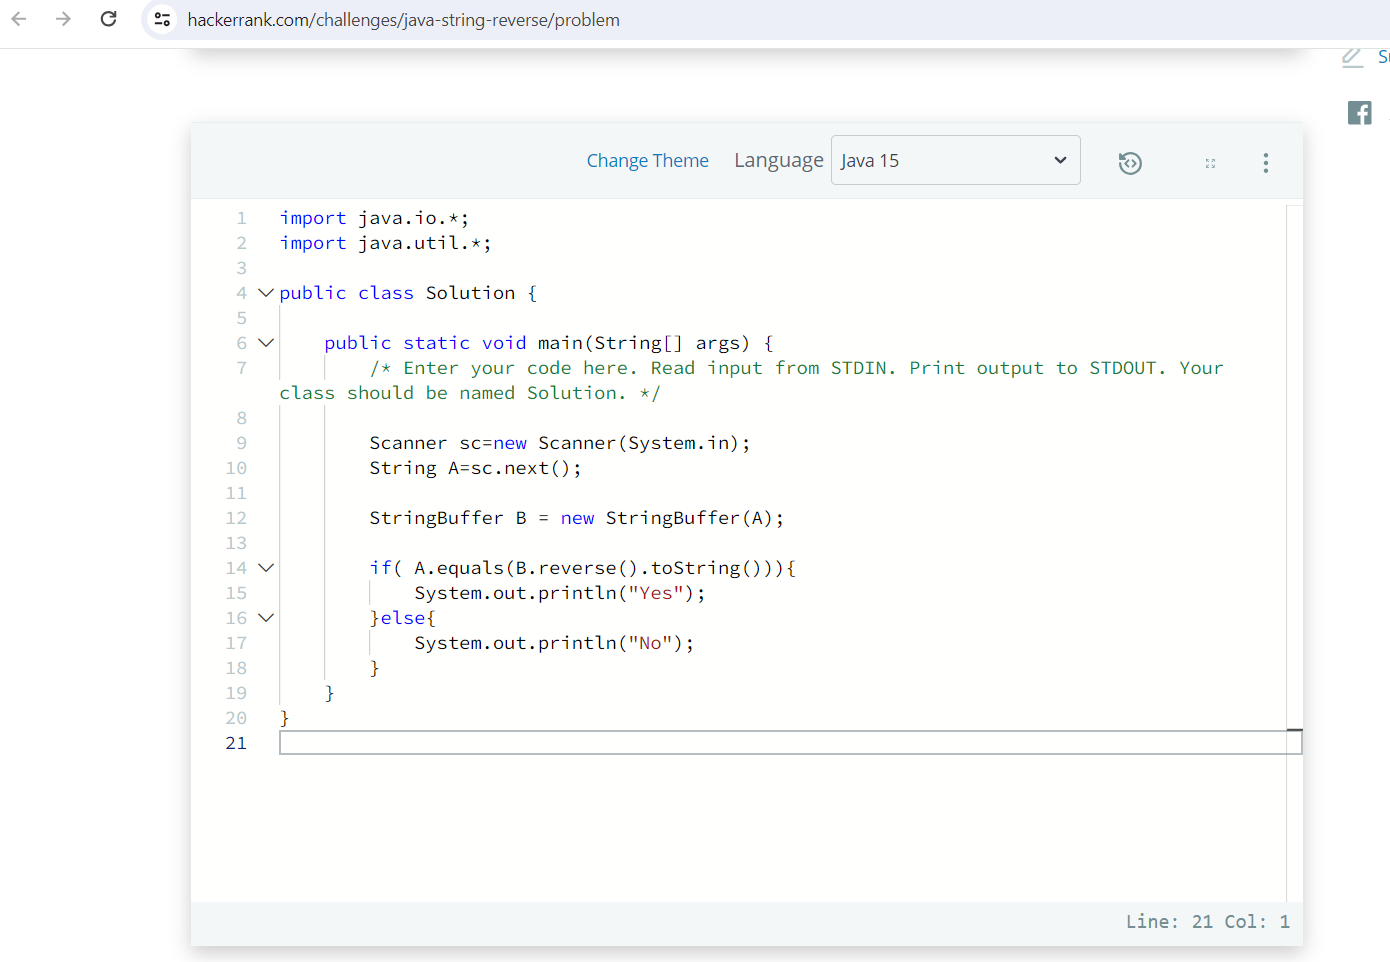 hackerrank.com/challenges/java-string-reverse/problem
Change Theme Language Java 15
1 import java.io.*;
2 import java.util.*;
3
4 public class Solution {
5
6 public static void main(String[] args) {
7 /* Enter your code here. Read input from STDIN. Print output to STDOUT. Your
class should be named Solution. */
8
9 Scanner sc=new Scanner(System.in);
10 String A=sc.next();
11
12 StringBuffer B = new StringBuffer(A);
13
14 if( A.equals(B.reverse().toString())){
15 System.out.println("Yes");
16 }else{
17 System.out.println("No");
18 }
19 }
20 }
21
Line: 21 Col: 1